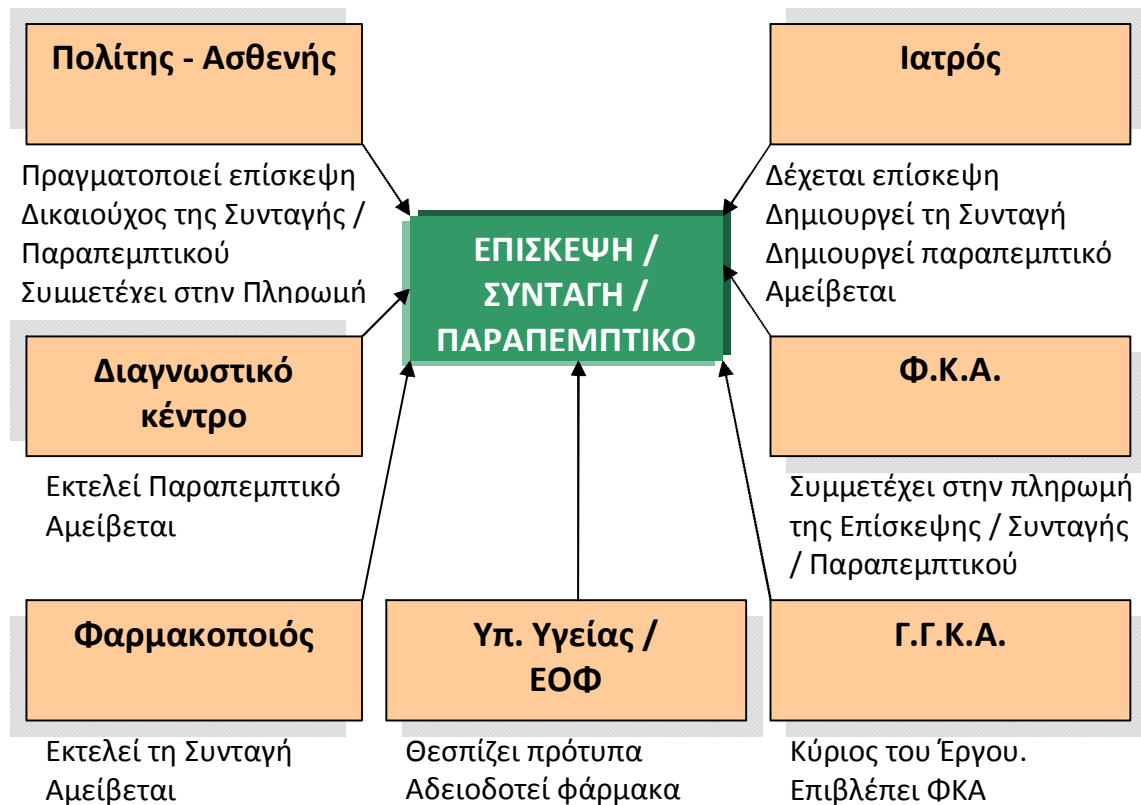 Πολίτης - Ασθενής
Πραγματοποιεί επίσκεψη
Δικαιούχος της Συνταγής /
Παραπεμπτικού
Συμμετέχει στην Πληρωμή
Ιατρός
Δέχεται επίσκεψη
Δημιουργεί τη Συνταγή
Δημιουργεί παραπεμπτικό
Αμείβεται
ΕΠΙΣΚΕΨΗ /
ΣΥΝΤΑΓΗ /
ΠΑΡΑΠΕΜΠΤΙΚΟ
Διαγνωστικό
κέντρο
Εκτελεί Παραπεμπτικό
Αμείβεται
Φ.Κ.Α.
Συμμετέχει στην πληρωμή
της Επίσκεψης / Συνταγής
/ Παραπεμπτικού
Φαρμακοποιός
Εκτελεί τη Συνταγή
Αμείβεται
Υπ. Υγείας /
ΕΟΦ
Θεσπίζει πρότυπα
Αδειοδοτεί φάρμακα
Γ.Γ.Κ.Α.
Κύριος του Έργου.
Επιβλέπει ΦΚΑ